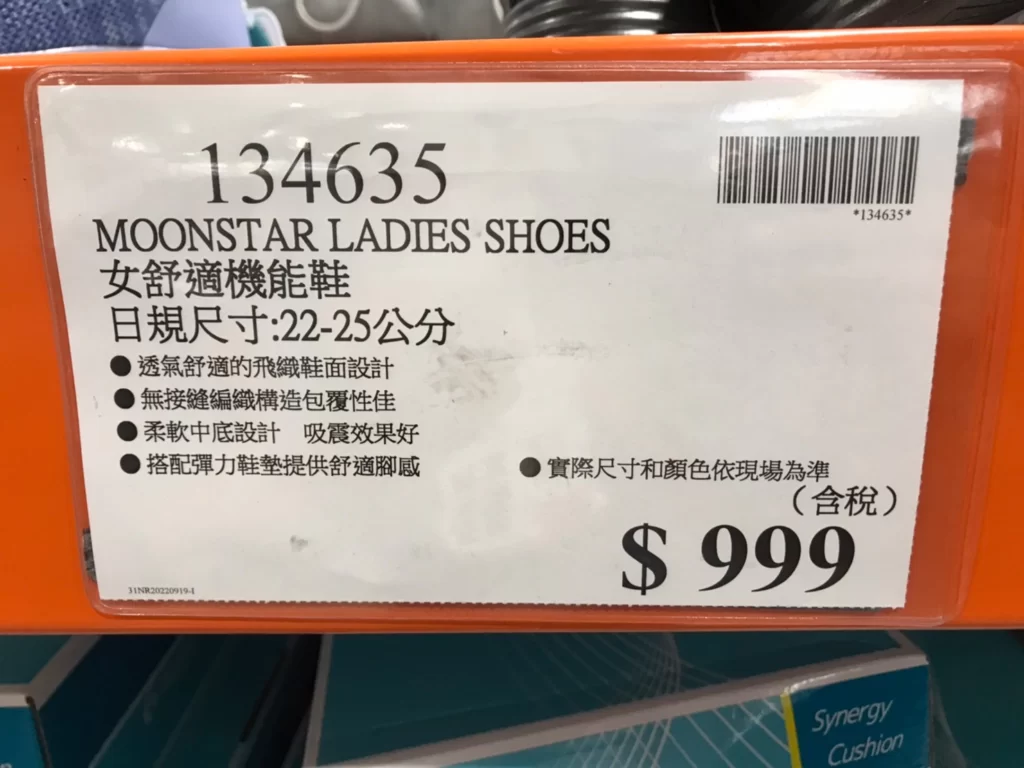 134635
*134635*
MOONSTAR LADIES SHOES
女舒適機能鞋
日規尺寸:22-25公分
●透氣舒適的飛織鞋面設計
●無接縫編織構造包覆性佳
●柔軟中底設計 吸震效果好
●搭配彈力鞋墊提供舒適腳感
●實際尺寸和顏色依現場為準
(含稅)
$ 999
31NR20220919-I
Synergy
Cushion